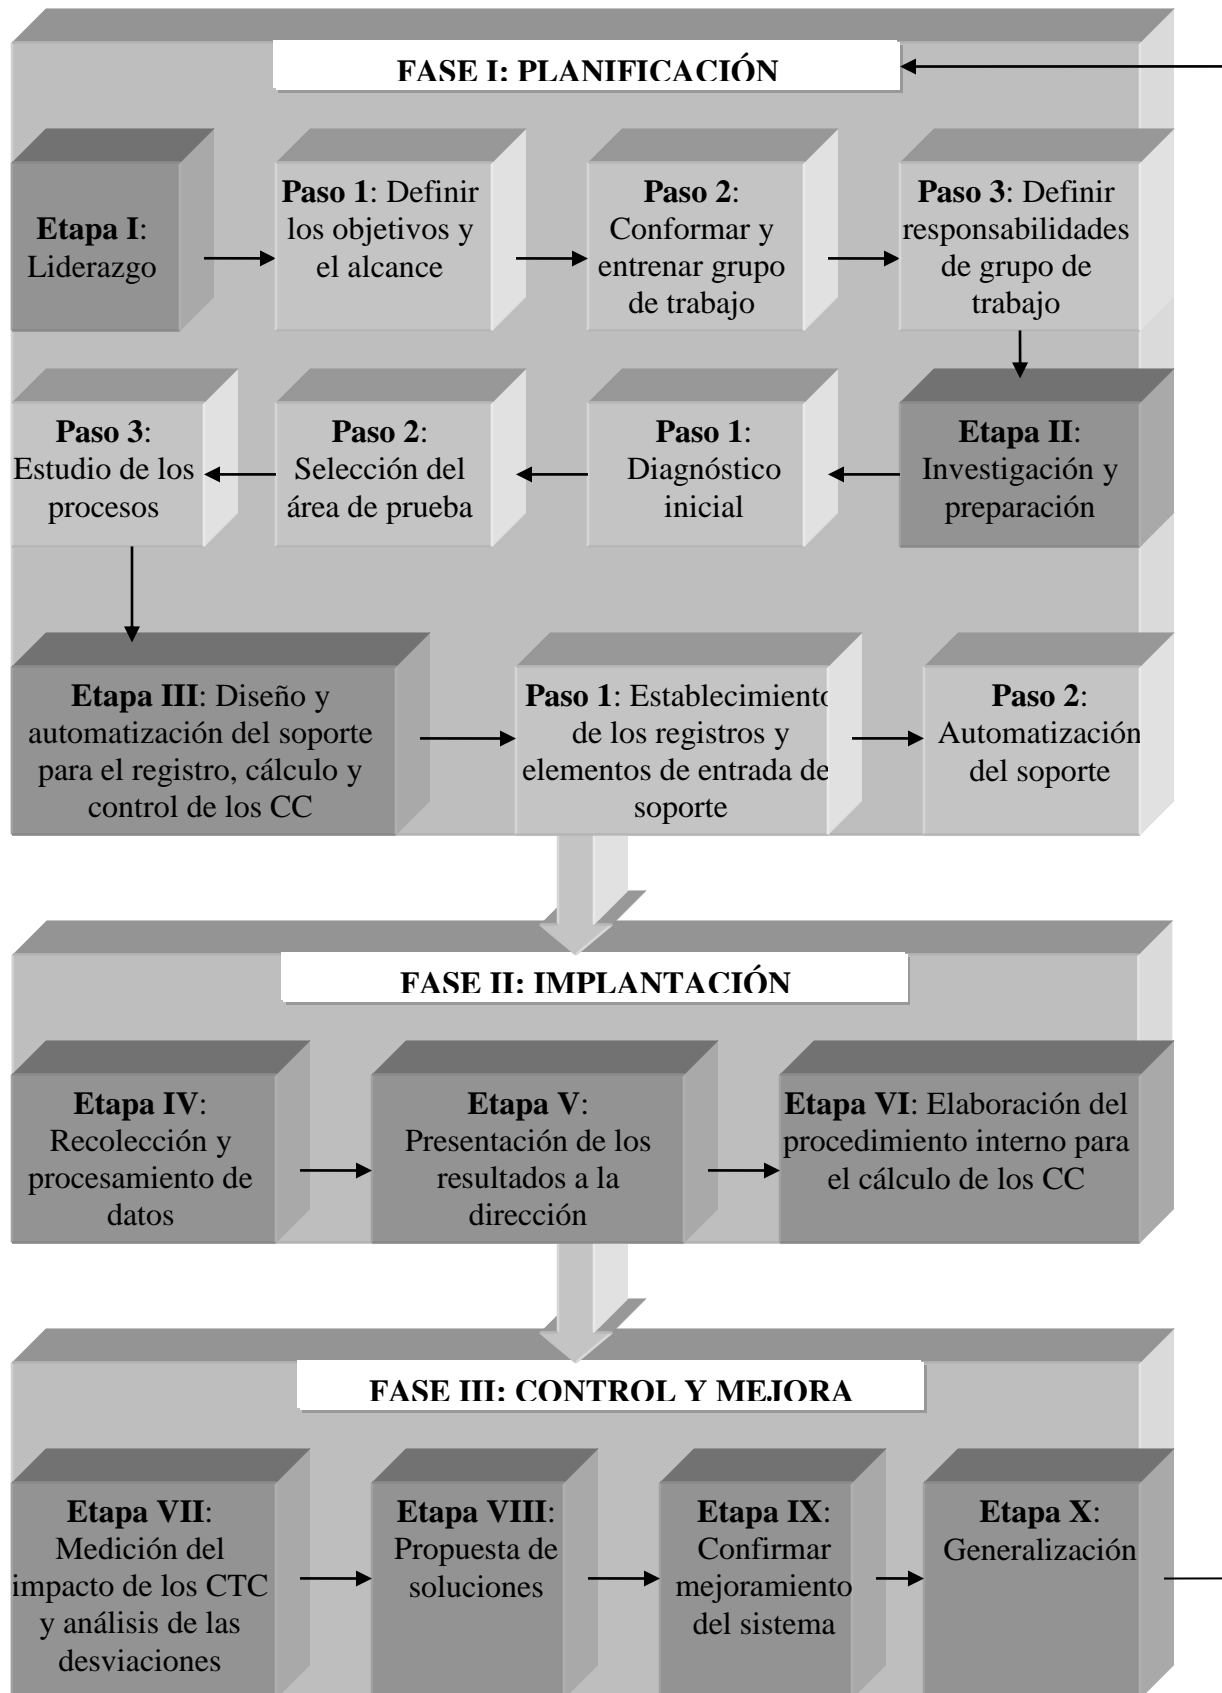 FASE I: PLANIFICACIÓN
Etapa I:
Liderazgo
Paso 1: Definir
los objetivos y
el alcance
Paso 2:
Conformar y
entrenar grupo
de trabajo
Paso 3: Definir
responsabilidades
de grupo de
trabajo
Etapa II:
Investigación y
preparación
Paso 1:
Diagnóstico
inicial
Paso 2:
Selección del
área de prueba
Paso 3:
Estudio de los
procesos
Etapa III: Diseño y
automatización del soporte
para el registro, cálculo y
control de los CC
Paso 1: Establecimiento
de los registros y
elementos de entrada de
soporte
Paso 2:
Automatización
del soporte
FASE II: IMPLANTACIÓN
Etapa IV:
Recolección y
procesamiento de
datos
Etapa V:
Presentación de los
resultados a la
dirección
Etapa VI: Elaboración del
procedimiento interno para
el cálculo de los CC
FASE III: CONTROL Y MEJORA
Etapa VII:
Medición del
impacto de los CTC
y análisis de las
desviaciones
Etapa VIII:
Propuesta de
soluciones
Etapa IX:
Confirmar
mejoramiento
del sistema
Etapa X:
Generalización